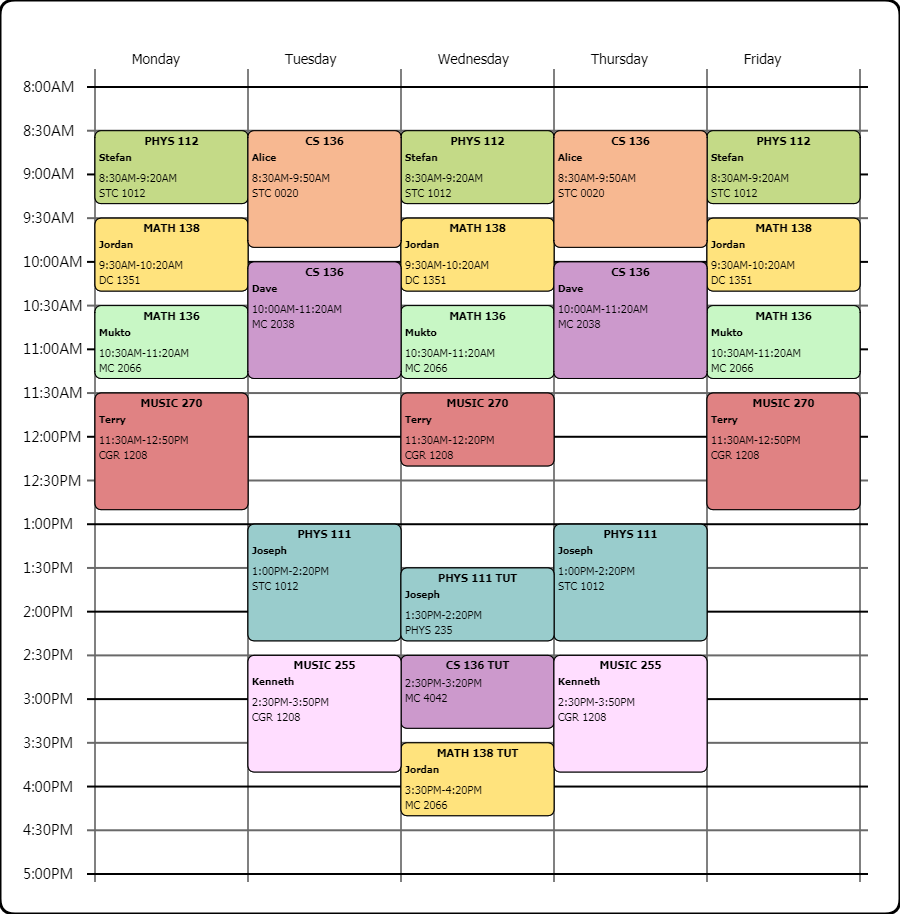 Monday Tuesday Wednesday Thursday Friday
8:00AM
8:30AM
9:00AM
9:30AM
10:00AM
10:30AM
11:00AM
11:30AM
12:00PM
12:30PM
1:00PM
1:30PM
2:00PM
2:30PM
3:00PM
3:30PM
4:00PM
4:30PM
5:00PM
PHYS 112
Stefan
8:30AM-9:20AM
STC 1012
MATH 138
Jordan
9:30AM-10:20AM
DC 1351
MATH 136
Mukto
10:30AM-11:20AM
MC 2066
MUSIC 270
Terry
11:30AM-12:50PM
CGR 1208
CS 136
Alice
8:30AM-9:50AM
STC 0020
CS 136
Dave
10:00AM-11:20AM
MC 2038
PHYS 111
Joseph
1:00PM-2:20PM
STC 1012
MUSIC 255
Kenneth
2:30PM-3:50PM
CGR 1208
PHYS 112
Stefan
8:30AM-9:20AM
STC 1012
MATH 138
Jordan
9:30AM-10:20AM
DC 1351
MATH 136
Mukto
10:30AM-11:20AM
MC 2066
MUSIC 270
Terry
11:30AM-12:20PM
CGR 1208
PHYS 111 TUT
Joseph
1:30PM-2:20PM
PHYS 235
CS 136 TUT
2:30PM-3:20PM
MC 4042
MATH 138 TUT
Jordan
3:30PM-4:20PM
MC 2066
CS 136
Alice
8:30AM-9:50AM
STC 0020
CS 136
Dave
10:00AM-11:20AM
MC 2038
PHYS 111
Joseph
1:00PM-2:20PM
STC 1012
MUSIC 255
Kenneth
2:30PM-3:50PM
CGR 1208
PHYS 112
Stefan
8:30AM-9:20AM
STC 1012
MATH 138
Jordan
9:30AM-10:20AM
DC 1351
MATH 136
Mukto
10:30AM-11:20AM
MC 2066
MUSIC 270
Terry
11:30AM-12:50PM
CGR 1208